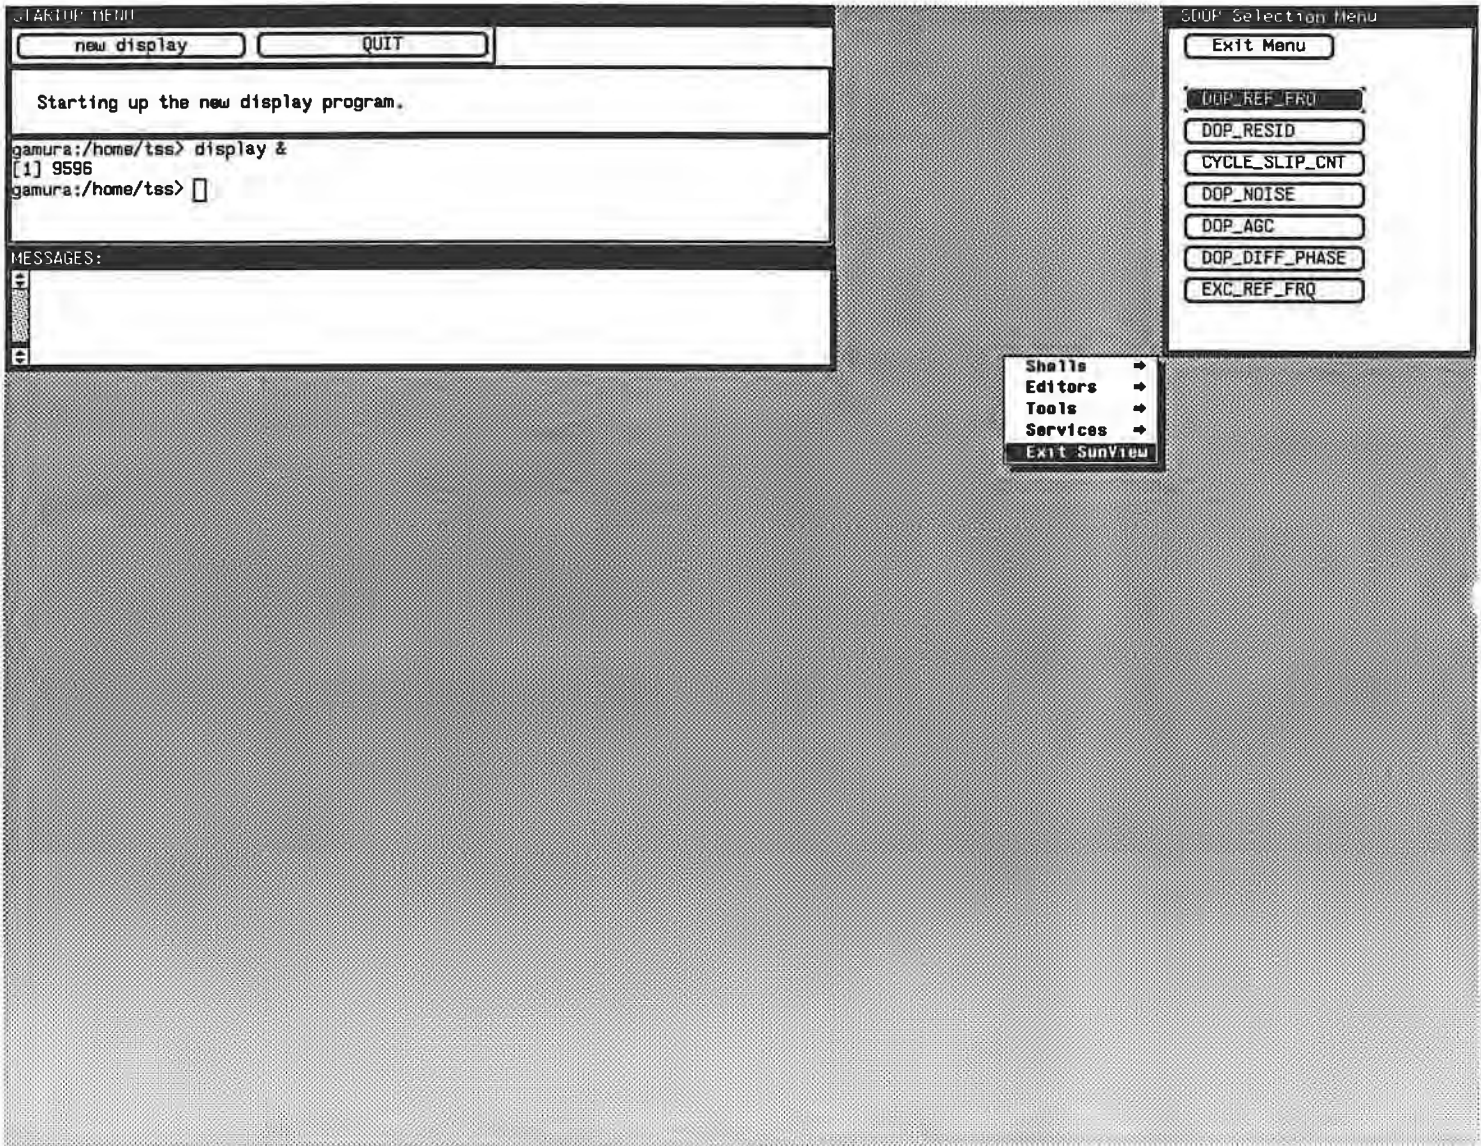 STARTUP MENU
new display
QUIT
Starting up the new display program.
gamura:/home/tss> display &
[1] 9596
gamura:/home/tss>
MESSAGES:
SDOP Selection Menu
Exit Menu
DOP_REF_FRQ
DOP_RESID
CYCLE_SLIP_CNT
DOP_NOISE
DOP_AGC
DOP_DIFF_PHASE
EXC_REF_FRQ
Shells
Editors
Tools
Services
Exit SunView